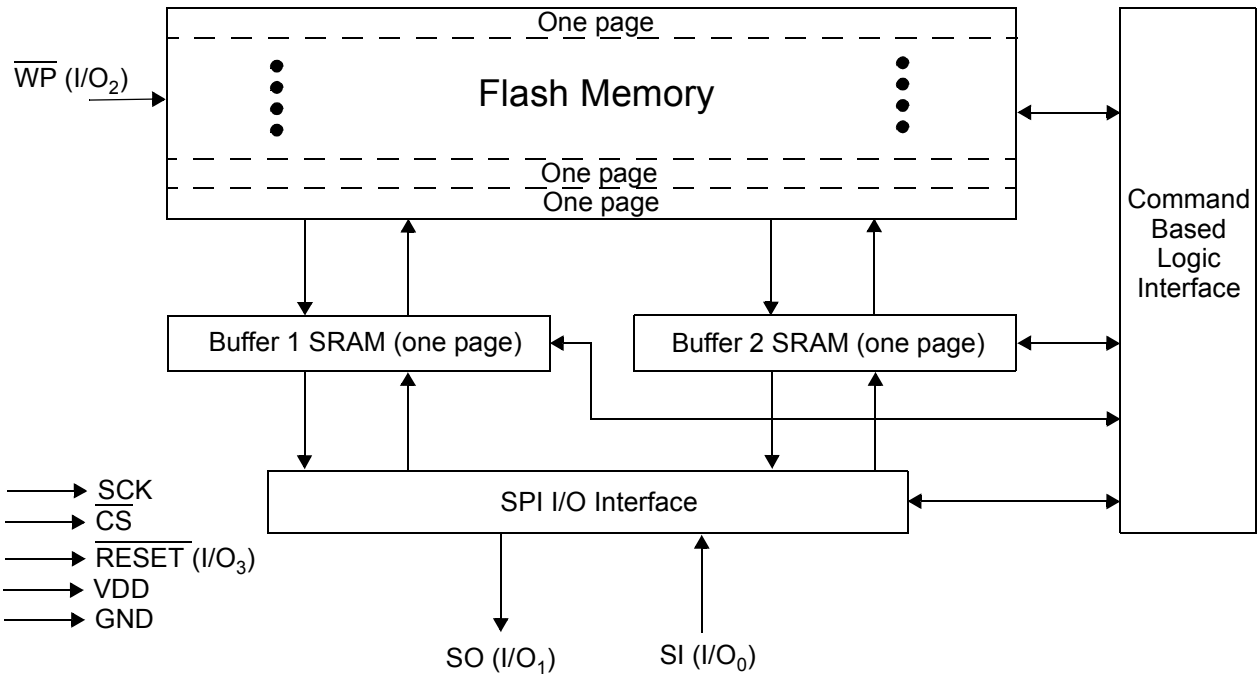 One page
WP (I/O2)
Flash Memory
One page
One page
Command
Based
Logic
Interface
Buffer 1 SRAM (one page)
Buffer 2 SRAM (one page)
SPI I/O Interface
SCK
CS
RESET (I/O3)
VDD
GND
SO (I/O1)
SI (I/O0)